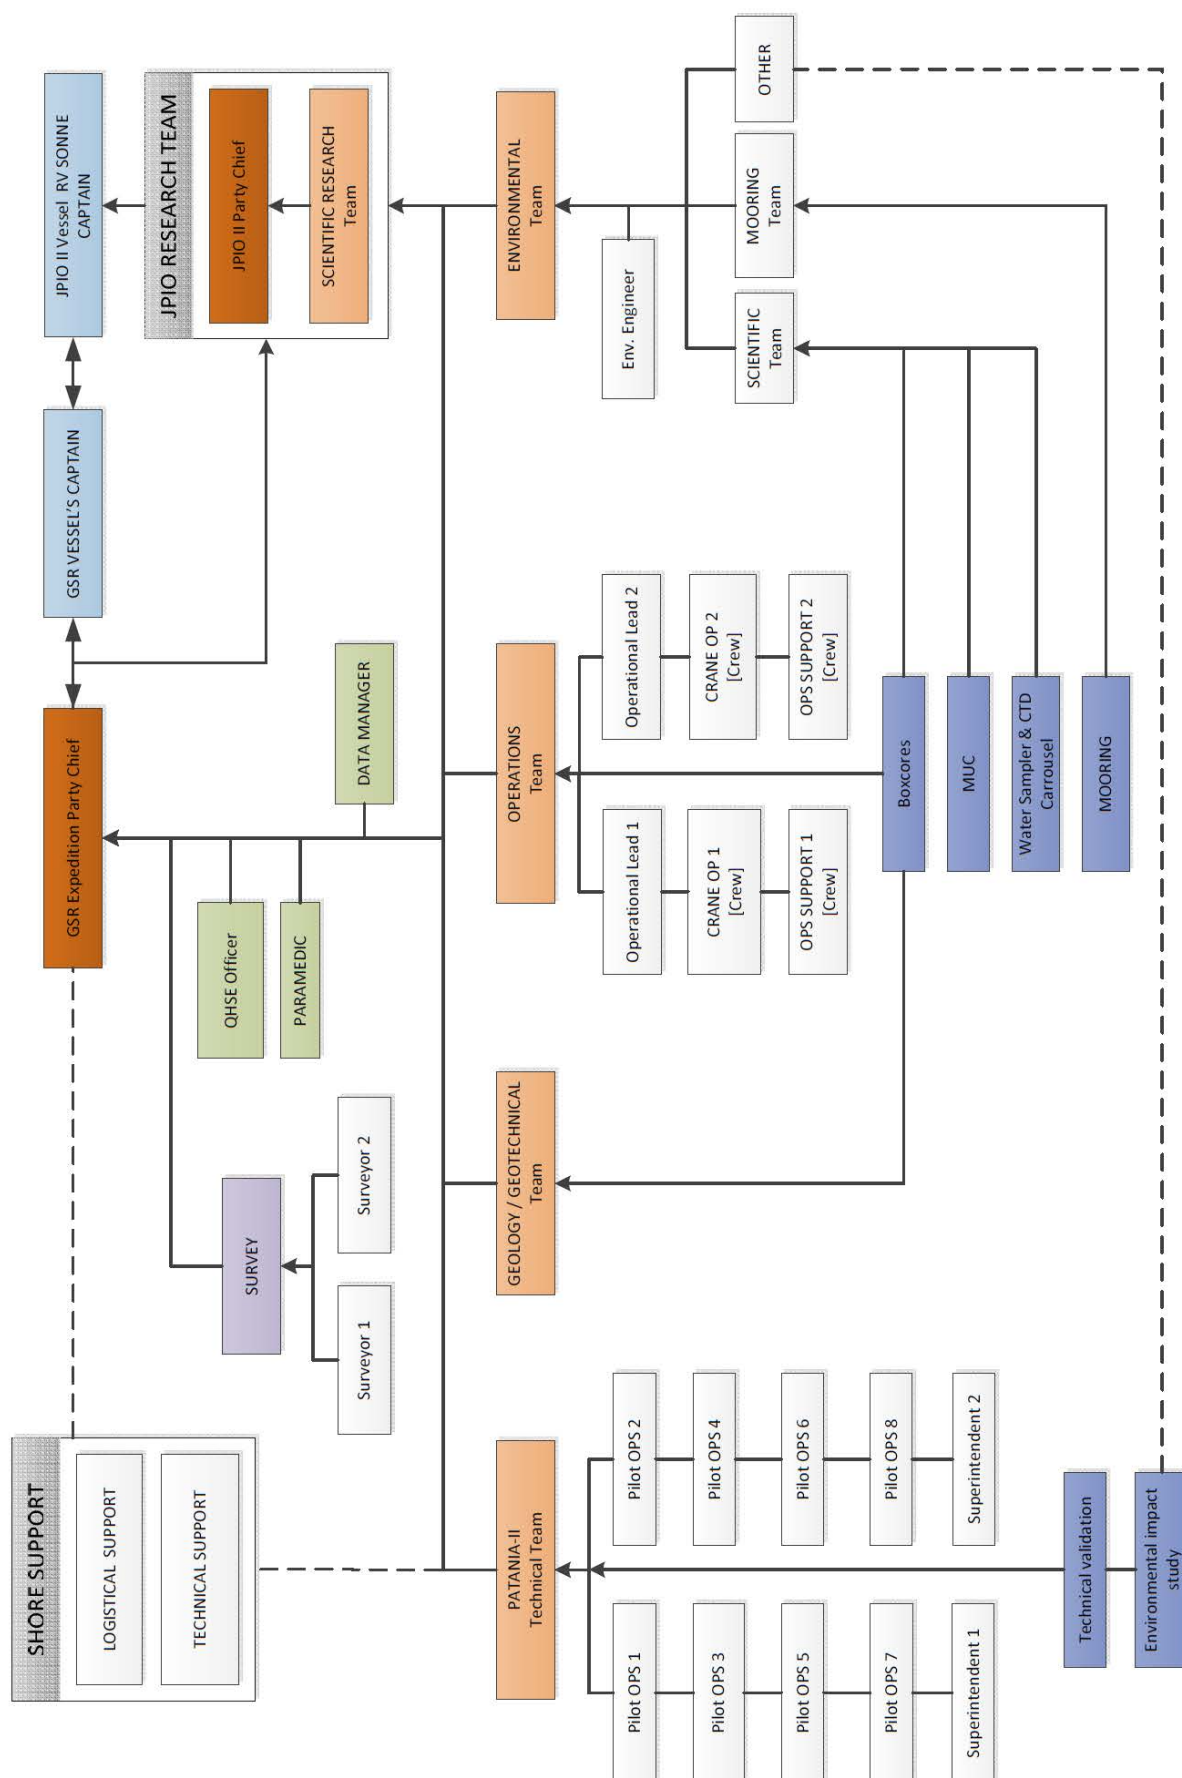 SHORE SUPPORT
LOGISTICAL SUPPORT
TECHNICAL SUPPORT
GSR Expedition Party Chief
GSR VESSEL'S CAPTAIN
JPIO II Vessel RV SONNE
CAPTAIN
JPIO RESEARCH TEAM
JPIO II Party Chief
SCIENTIFIC RESEARCH
Team
SURVEY
Surveyor 1
Surveyor 2
QHSE Officer
PARAMEDIC
DATA MANAGER
PATANIA-II
Technical Team
GEOLOGY / GEOTECHNICAL
Team
OPERATIONS
Team
ENVIRONMENTAL
Team
Pilot OPS 1
Pilot OPS 2
Pilot OPS 3
Pilot OPS 4
Pilot OPS 5
Pilot OPS 6
Pilot OPS 7
Pilot OPS 8
Superintendent 1
Superintendent 2
Operational Lead 1
Operational Lead 2
CRANE OP 1
[Crew]
CRANE OP 2
[Crew]
OPS SUPPORT 1
[Crew]
OPS SUPPORT 2
[Crew]
Env. Engineer
SCIENTIFIC
Team
MOORING
Team
OTHER
Boxcores
MUC
Water Sampler & CTD
Carrousel
MOORING
Technical validation
Environmental impact
study